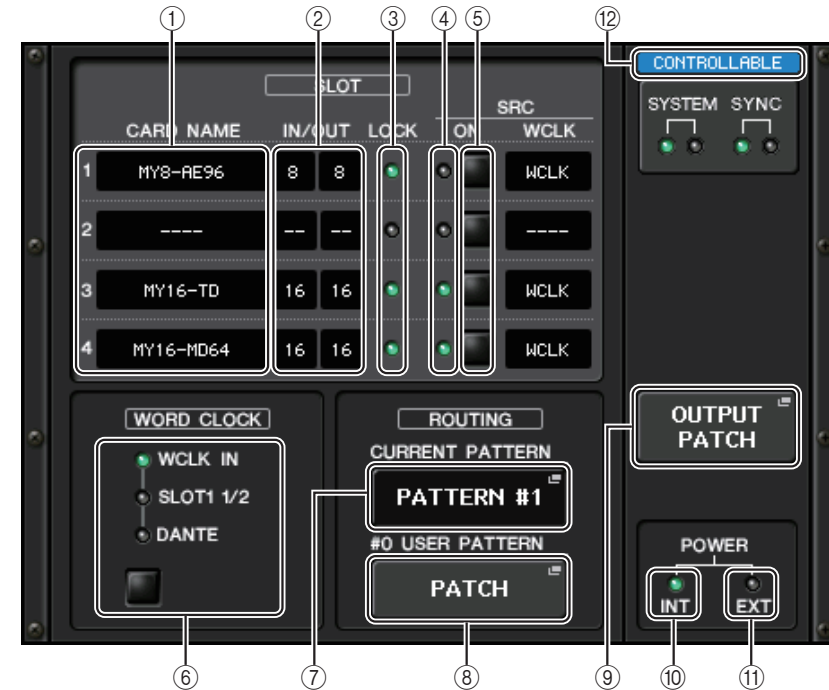 ① ② ③ ④ ⑤ ⑫
CONTROLLABLE
SLOT
SRC
SYSTEM SYNC
CARD NAME IN/OUT LOCK ON WCLK
1 MY8-AE96 8 8 WCLK
2 ---- -- -- ----
3 MY16-TD 16 16 WCLK
4 MY16-MD64 16 16 WCLK
WORD CLOCK
WCLK IN
SLOT1 1/2
DANTE
ROUTING
CURRENT PATTERN
PATTERN #1
#0 USER PATTERN
PATCH
OUTPUT
PATCH
POWER
INT EXT
⑥ ⑦ ⑧ ⑨ ⑩ ⑪